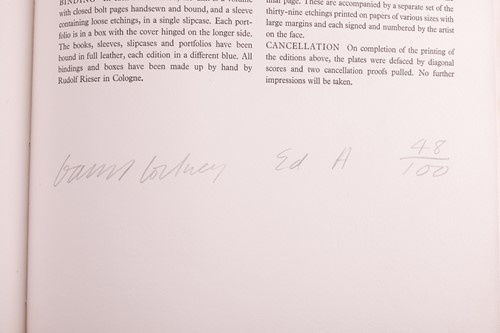 BINDING
with closed bolt pages handsewn and bound, and a sleeve
containing loose etchings, in a single slipcase. Each port-
folio is in a box with the cover hinged on the longer side.
The books, sleeves, slipcases and portfolios have been
bound in full leather, each edition in a different blue. All
bindings and boxes have been made up by hand by
Rudolf Rieser in Cologne.
final page. These are accompanied by a separate set of the
thirty-nine etchings printed on papers of various sizes with
large margins and each signed and numbered by the artist
on the face.
CANCELLATION On completion of the printing of
the editions above, the plates were defaced by diagonal
scores and two cancellation proofs pulled. No further
impressions will be taken.
David Hockney Ed A 48/100